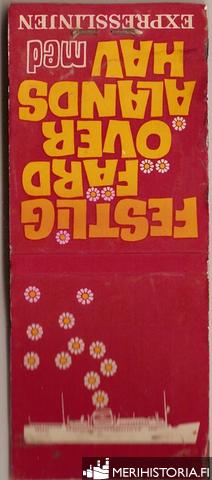 FESTLIG
FÄRD
ÖVER
ÅLANDS
HAV
med
EXPRESSLINJEN
MERIHISTORIA.FI